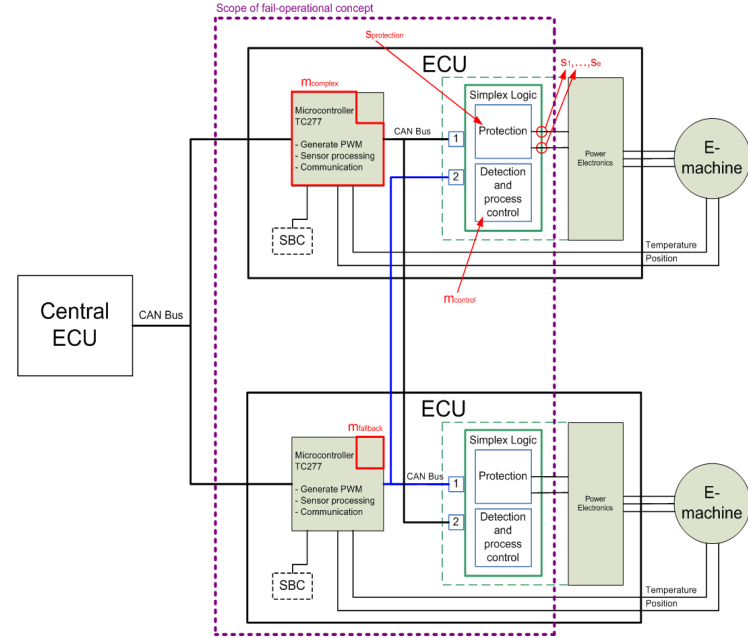 Scope of fail-operational concept
Sprotection
ECU
S1,…,Se
mcomplex
Simplex Logic
Microcontroller
TC277
- Generate PWM
- Sensor processing
- Communication
CAN Bus
1
Protection
2
Detection
and
process
control
Power
Electronics
E-
machine
SBC
Temperature
Position
mcontrol
Central
ECU
CAN Bus
ECU
mfallback
Simplex Logic
Microcontroller
TC277
- Generate PWM
- Sensor processing
- Communication
CAN Bus
1
Protection
2
Detection
and
process
control
Power
Electronics
E-
machine
SBC
Temperature
Position